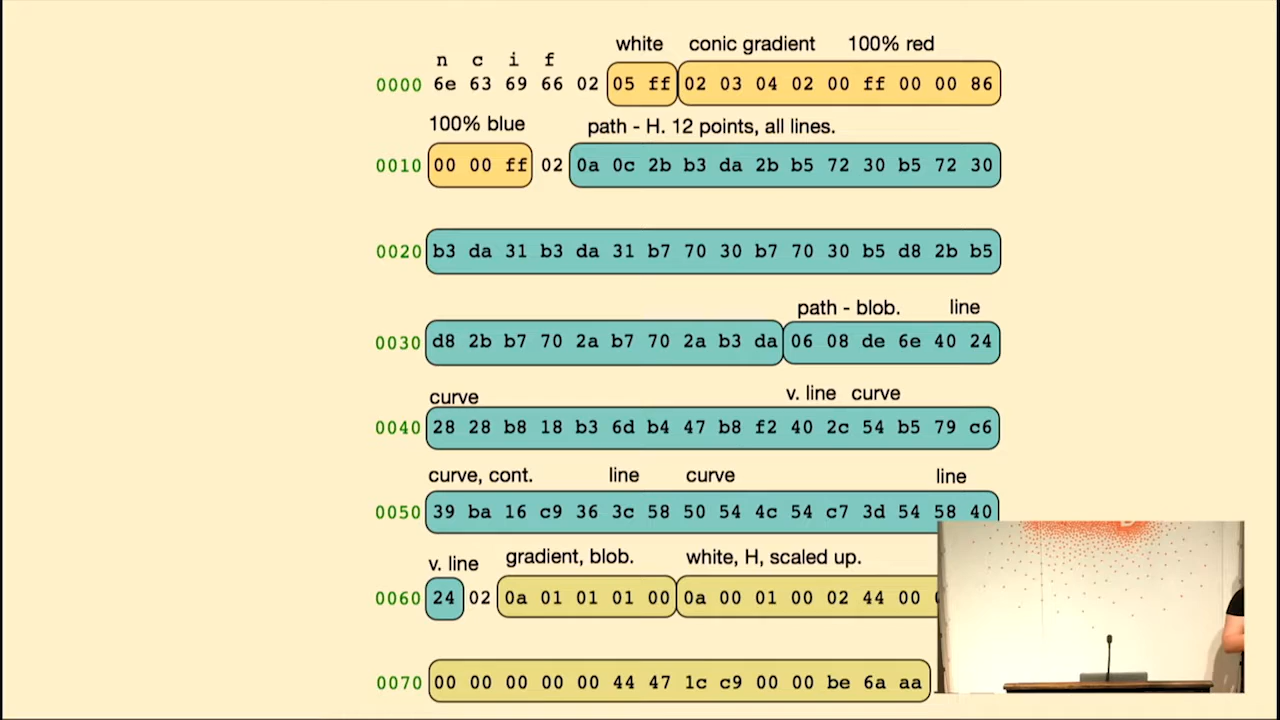 white conic gradient 100% red
n c i f
0000 6e 63 69 66 02 05 ff 02 03 04 02 00 ff 00 00 86
100% blue path - H. 12 points, all lines.
0010 00 00 ff 02 0a 0c 2b b3 da 2b b5 72 30 b5 72 30
0020 b3 da 31 b3 da 31 b7 70 30 b7 70 30 b5 d8 2b b5
path - blob. line
0030 d8 2b b7 70 2a b7 70 2a b3 da 06 08 de 6e 40 24
curve v. line curve
0040 28 28 b8 18 b3 6d b4 47 b8 f2 40 2c 54 b5 79 c6
curve, cont. line curve line
0050 39 ba 16 c9 36 3c 58 50 54 4c 54 c7 3d 54 58 40
v. line gradient, blob. white, H, scaled up.
0060 24 02 0a 01 01 01 00 0a 00 01 00 02 44 00
0070 00 00 00 00 00 44 47 1c c9 00 00 be 6a aa